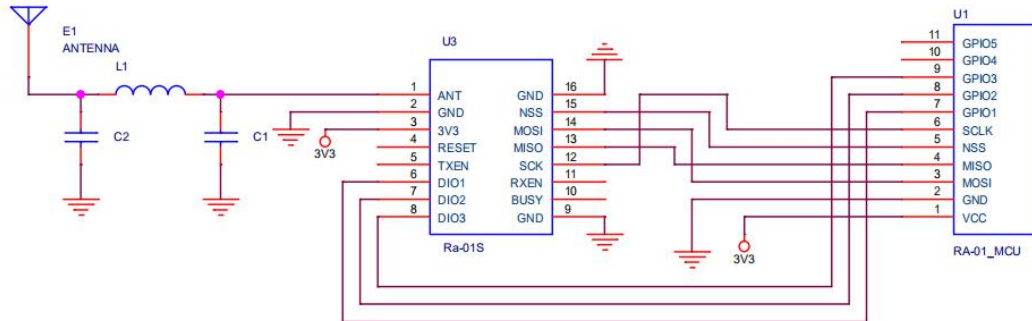 E1
ANTENNA
L1
C2
C1
3V3
U3
1 ANT
2 GND
3 3V3
4 RESET
5 TXEN
6 DIO1
7 DIO2
8 DIO3
GND 16
NSS 15
MOSI 14
MISO 13
SCK 12
RXEN 11
BUSY 10
GND 9
Ra-01S
3V3
U1
11 GPIO5
10 GPIO4
9 GPIO3
8 GPIO2
7 GPIO1
6 SCLK
5 NSS
4 MISO
3 MOSI
2 GND
1 VCC
RA-01_MCU